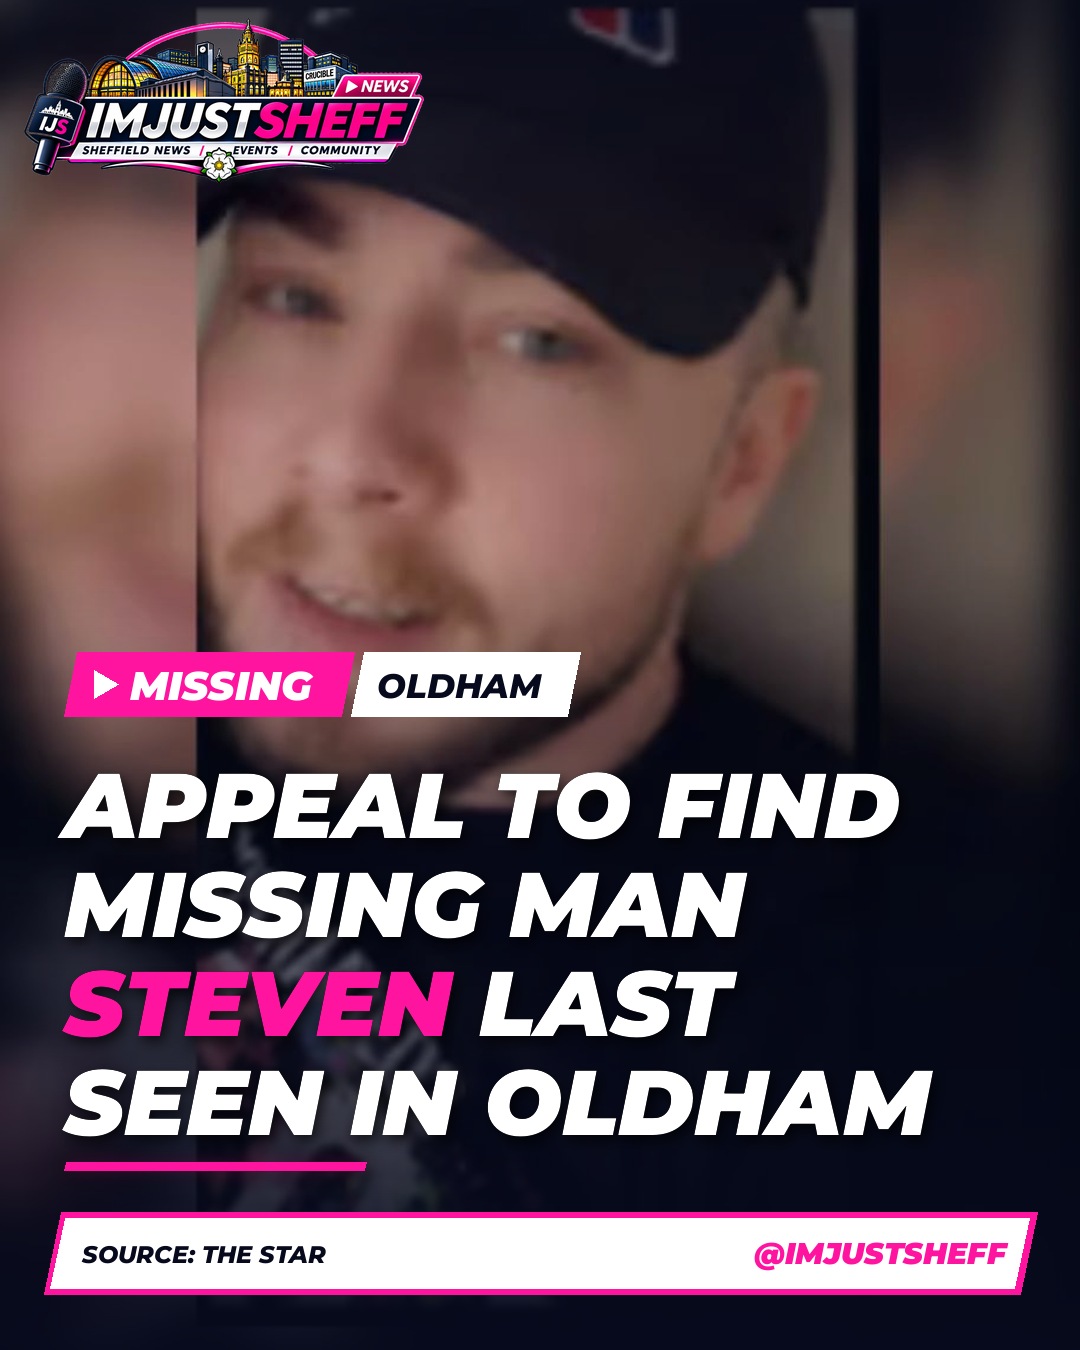 CRUCIBLE
NEWS
IJS
IMJUSTSHEFF
SHEFFIELD NEWS / EVENTS / COMMUNITY
MISSING
OLDHAM
APPEAL TO FIND
MISSING MAN
STEVEN LAST
SEEN IN OLDHAM
SOURCE: THE STAR
@IMJUSTSHEFF